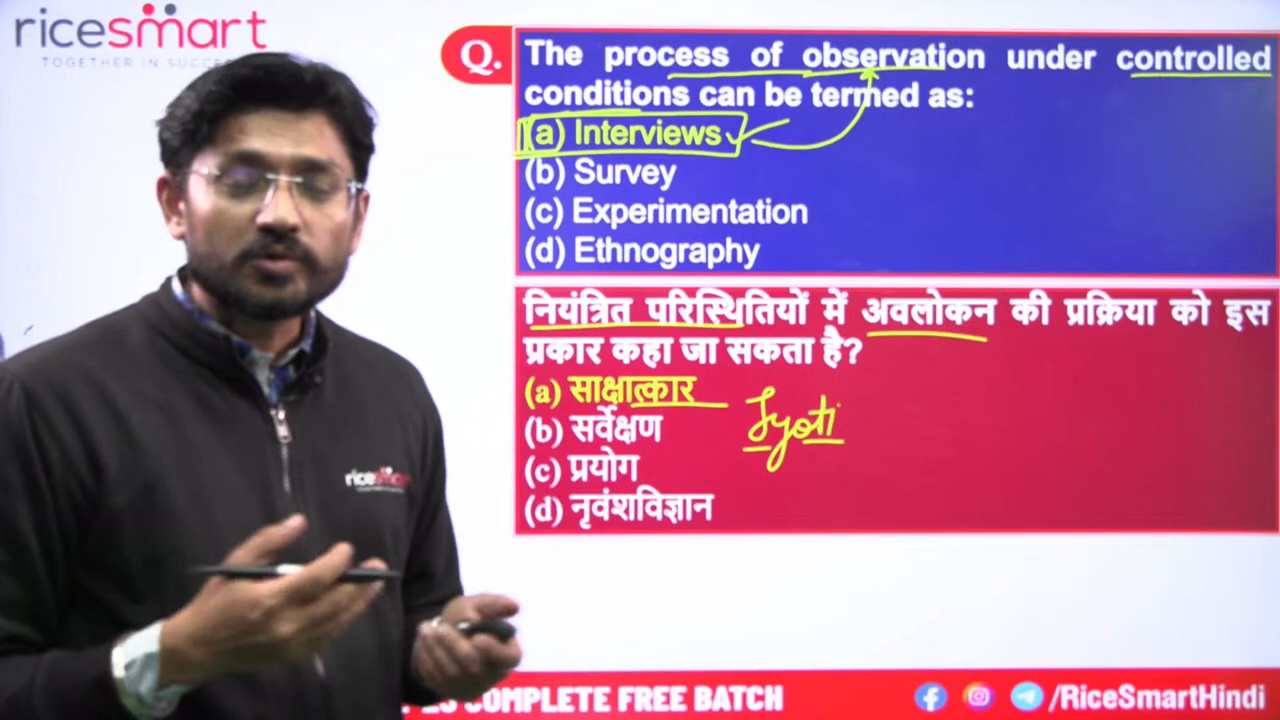 ricesmart
TOGETHER IN SUCCE
Q. The process of observation under controlled
conditions can be termed as:
(a) Interviews
(b) Survey
(c) Experimentation
(d) Ethnography
नियंत्रित परिस्थितियों में अवलोकन की प्रक्रिया को इस
प्रकार कहा जा सकता है?
(a) साक्षात्कार
(b) सर्वेक्षण
(c) प्रयोग
(d) नृवंशविज्ञान
Jyoti
ricesmart
COMPLETE FREE BATCH
/RiceSmartHindi